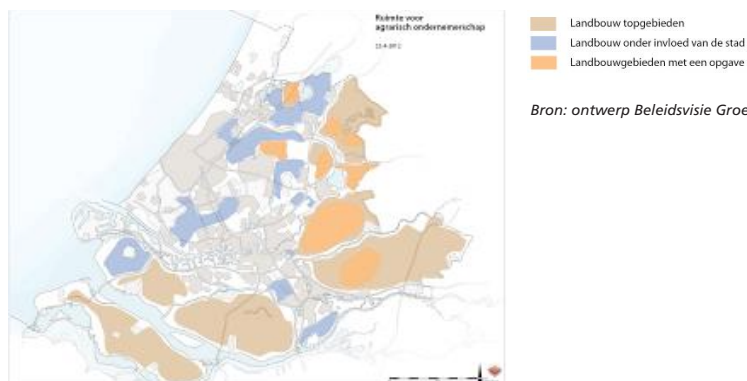 Ruimte voor
agrarisch ondernemerschap
Landbouw topgebieden
Landbouw onder invloed van de stad
Landbouwgebieden met een opgave
Bron: ontwerp Beleidsvisie Groe